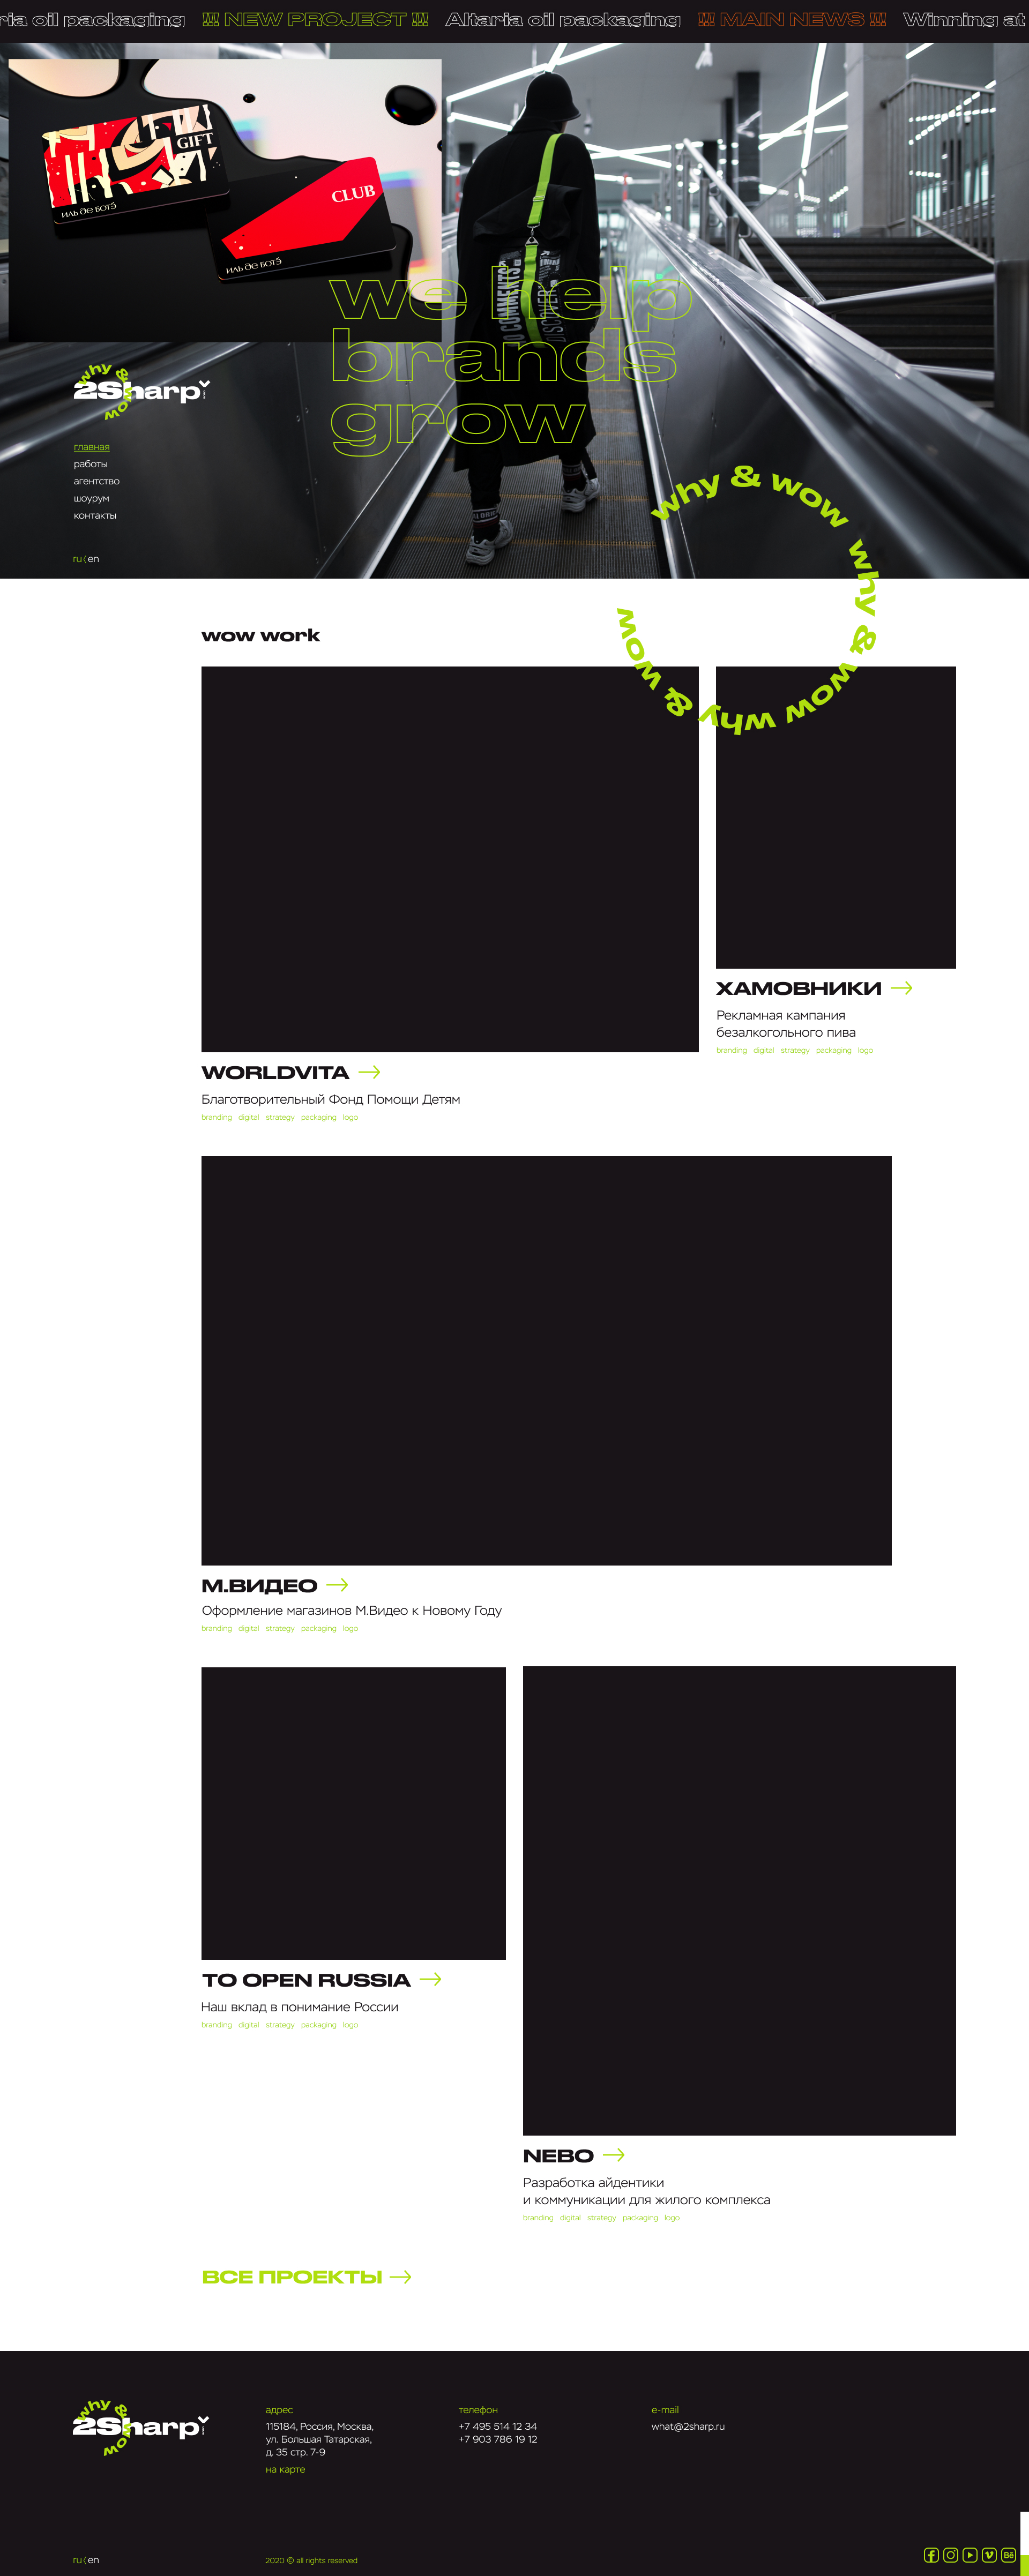 ria oil packaging !!! NEW PROJECT !!! Altaria oil packaging !!! MAIN NEWS !!! Winning at
GIFT
ИЛЬ ДЕ БОТЭ
CLUB
ИЛЬ ДЕ БОТЭ
we help
brands
grow
NO COMMENTS.
why & wow
2Sharp
главная
работы
агентство
шоурум
контакты
ru en
why & wow why & wow why & wow
wow work
ХАМОВНИКИ
Рекламная кампания
безалкогольного пива
branding digital strategy packaging logo
WORLDVITA
Благотворительный Фонд Помощи Детям
branding digital strategy packaging logo
М.ВИДЕО
Оформление магазинов М.Видео к Новому Году
branding digital strategy packaging logo
TO OPEN RUSSIA
Наш вклад в понимание России
branding digital strategy packaging logo
NEBO
Разработка айдентики
и коммуникации для жилого комплекса
branding digital strategy packaging logo
ВСЕ ПРОЕКТЫ
why & wow
2Sharp
адрес
115184, Россия, Москва,
ул. Большая Татарская,
д. 35 стр. 7-9
на карте
телефон
+7 495 514 12 34
+7 903 786 19 12
e-mail
what@2sharp.ru
ru en
2020 © all rights reserved
Bē